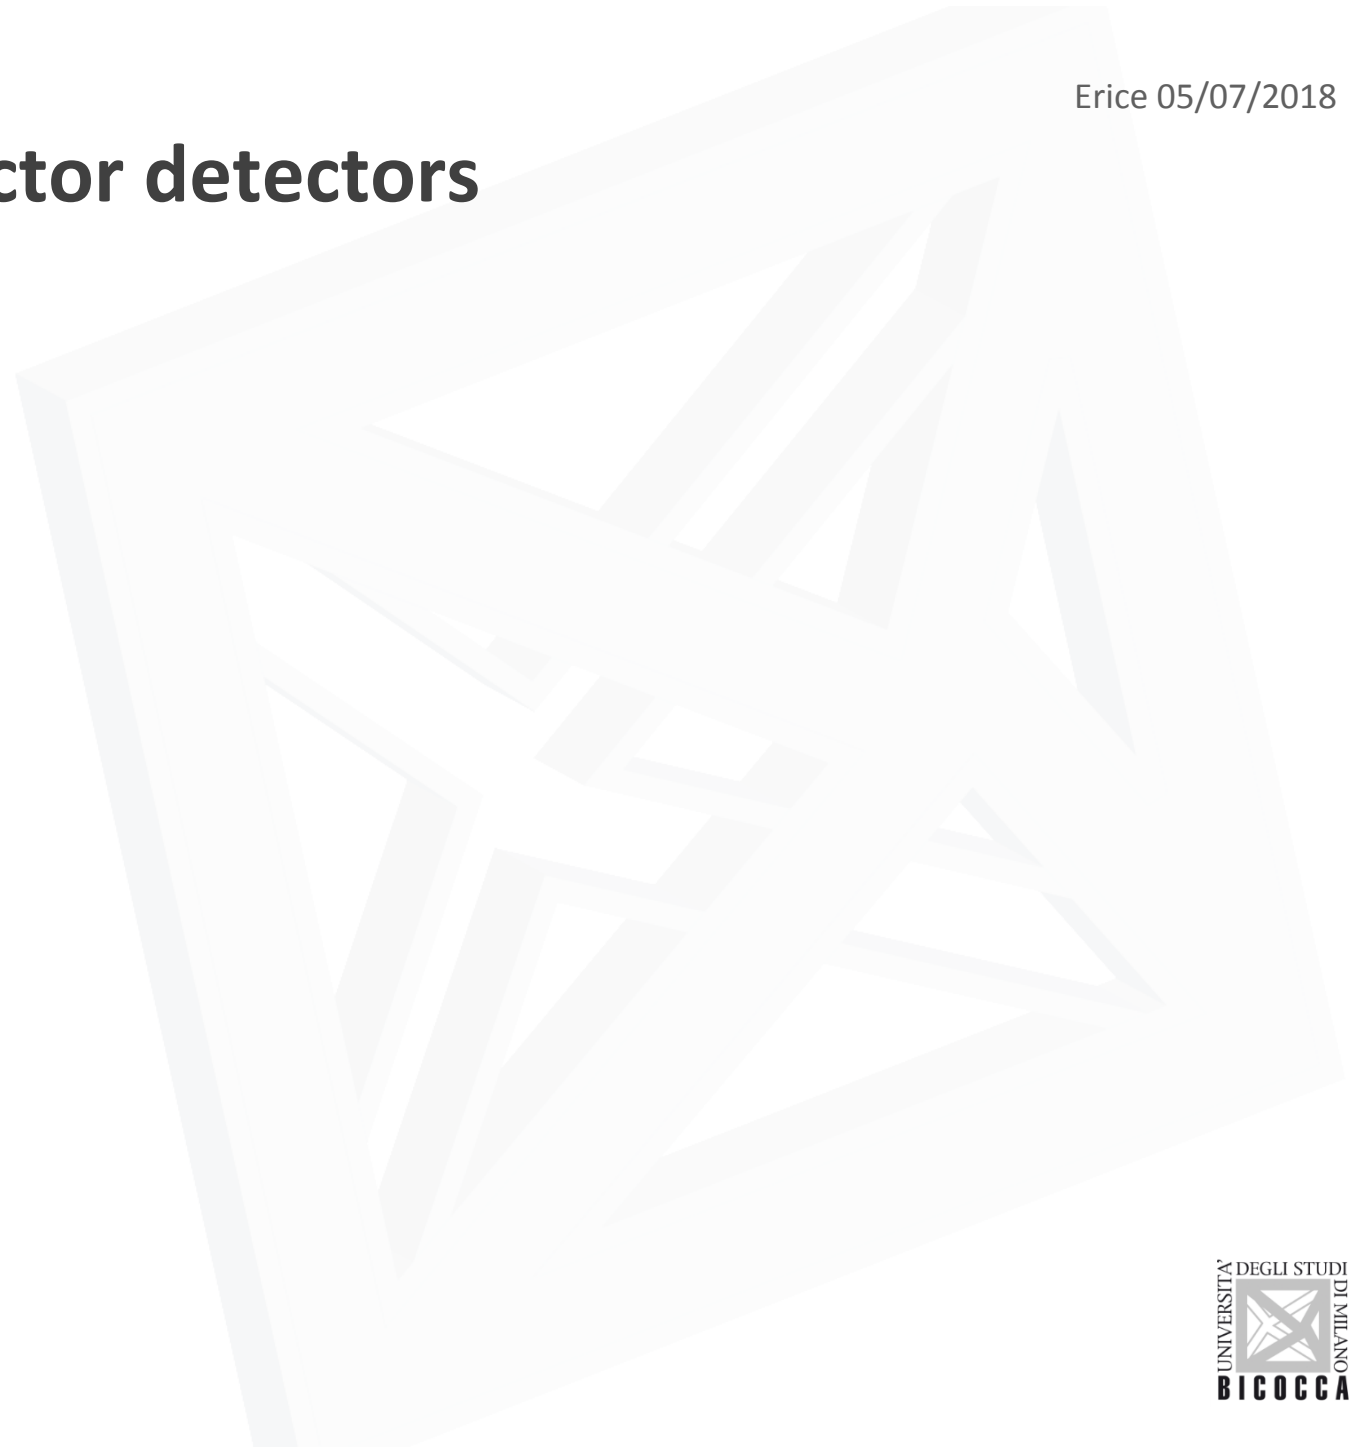 Erice 05/07/2018
ctor detectors
UNIVERSITA'
DEGLI STUDI
DI MILANO
BICOCCA